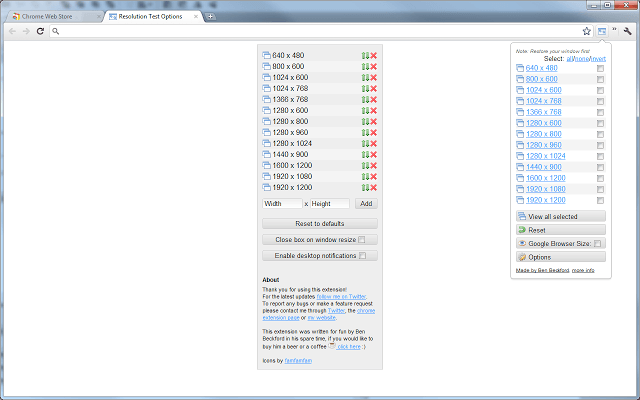 Chrome Web Store
Resolution Test Options
640 x 480
800 x 600
1024 x 600
1024 x 768
1366 x 768
1280 x 600
1280 x 800
1280 x 960
1280 x 1024
1440 x 900
1600 x 1200
1920 x 1080
1920 x 1200
Width x Height Add
Reset to defaults
Close box on window resize
Enable desktop notifications
About
Thank you for using this extension!
For the latest updates follow me on Twitter.
To report any bugs or make a feature request
please contact me through Twitter, the chrome
extension page or my website.
This extension was written for fun by Ben
Beckford in his spare time, if you would like to
buy him a beer or a coffee click here :)
Icons by famfamfam
Note: Restore your window first
Select: all/none/invert
640 x 480
800 x 600
1024 x 600
1024 x 768
1366 x 768
1280 x 600
1280 x 800
1280 x 960
1280 x 1024
1440 x 900
1600 x 1200
1920 x 1080
1920 x 1200
View all selected
Reset
Google Browser Size:
Options
Made by Ben Beckford more info